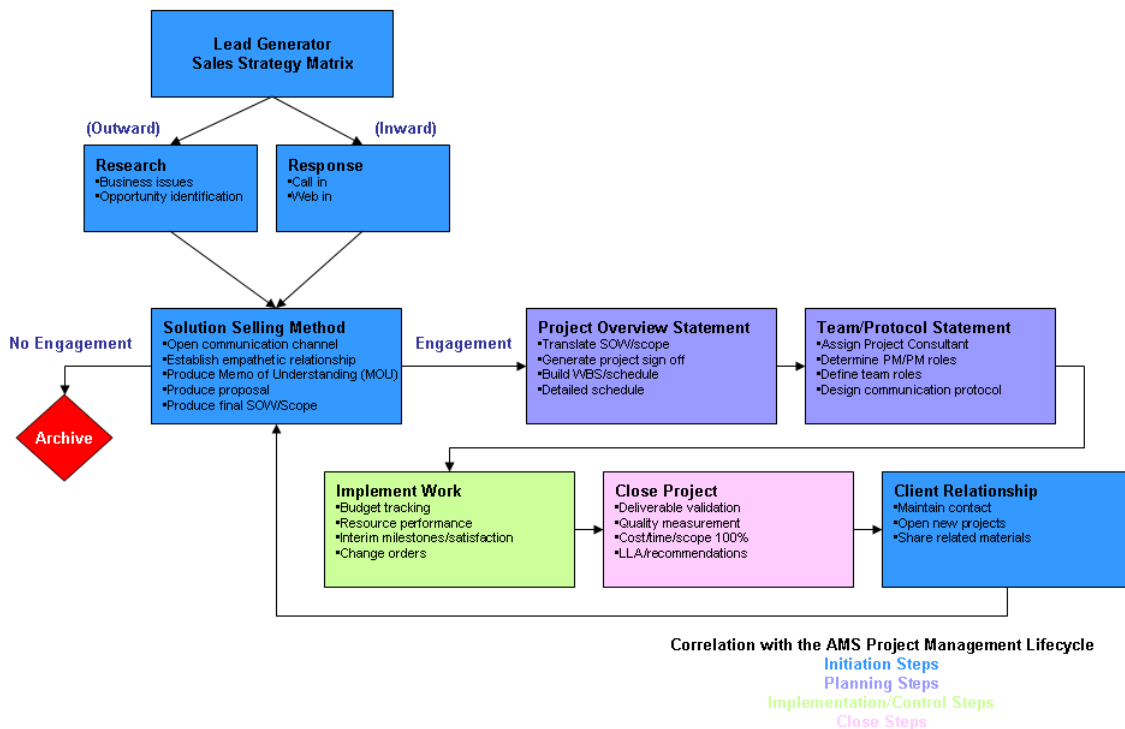 Lead Generator
Sales Strategy Matrix
(Outward)
(Inward)
Research
▪Business issues
▪Opportunity identification
Response
▪Call in
▪Web in
No Engagement
Solution Selling Method
▪Open communication channel
▪Establish empathetic relationship
▪Produce Memo of Understanding (MOU)
▪Produce proposal
▪Produce final SOW/Scope
Engagement
Project Overview Statement
▪Translate SOW/scope
▪Generate project sign off
▪Build WBS/schedule
▪Detailed schedule
Team/Protocol Statement
▪Assign Project Consultant
▪Determine PM/PM roles
▪Define team roles
▪Design communication protocol
Archive
Implement Work
▪Budget tracking
▪Resource performance
▪Interim milestones/satisfaction
▪Change orders
Close Project
▪Deliverable validation
▪Quality measurement
▪Cost/time/scope 100%
▪LLA/recommendations
Client Relationship
▪Maintain contact
▪Open new projects
▪Share related materials
Correlation with the AMS Project Management Lifecycle
Initiation Steps
Planning Steps
Implementation/Control Steps
Close Steps